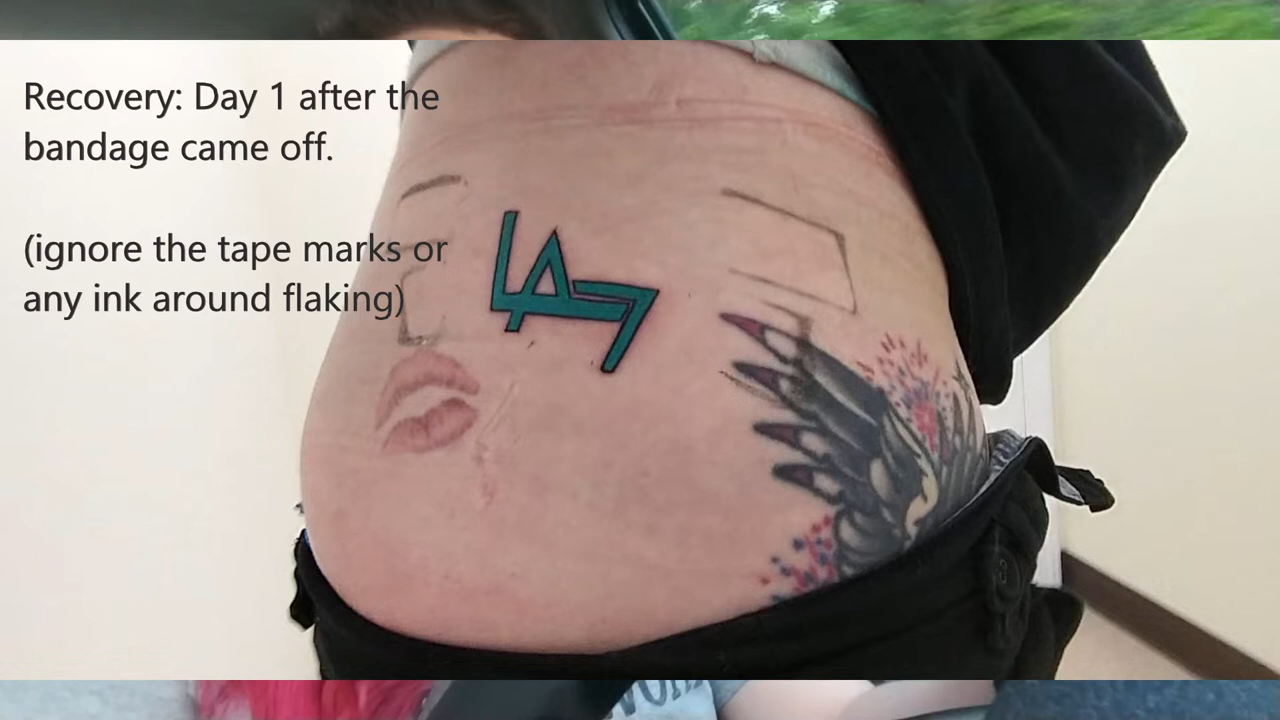 Recovery: Day 1 after the
bandage came off.
(ignore the tape marks or
any ink around flaking)